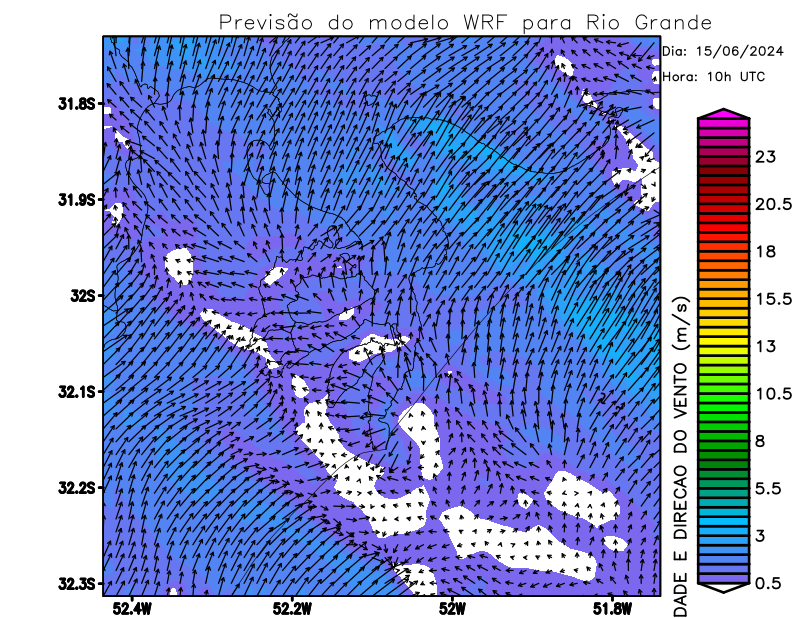 Previsão do modelo WRF para Rio Grande
Dia: 15/06/2024
Hora: 10h UTC
31.8S
31.9S
32S
32.1S
32.2S
32.3S
52.4W
52.2W
52W
51.8W
23
20.5
18
15.5
13
10.5
8
5.5
3
0.5
DADE E DIRECAO DO VENTO (m/s)